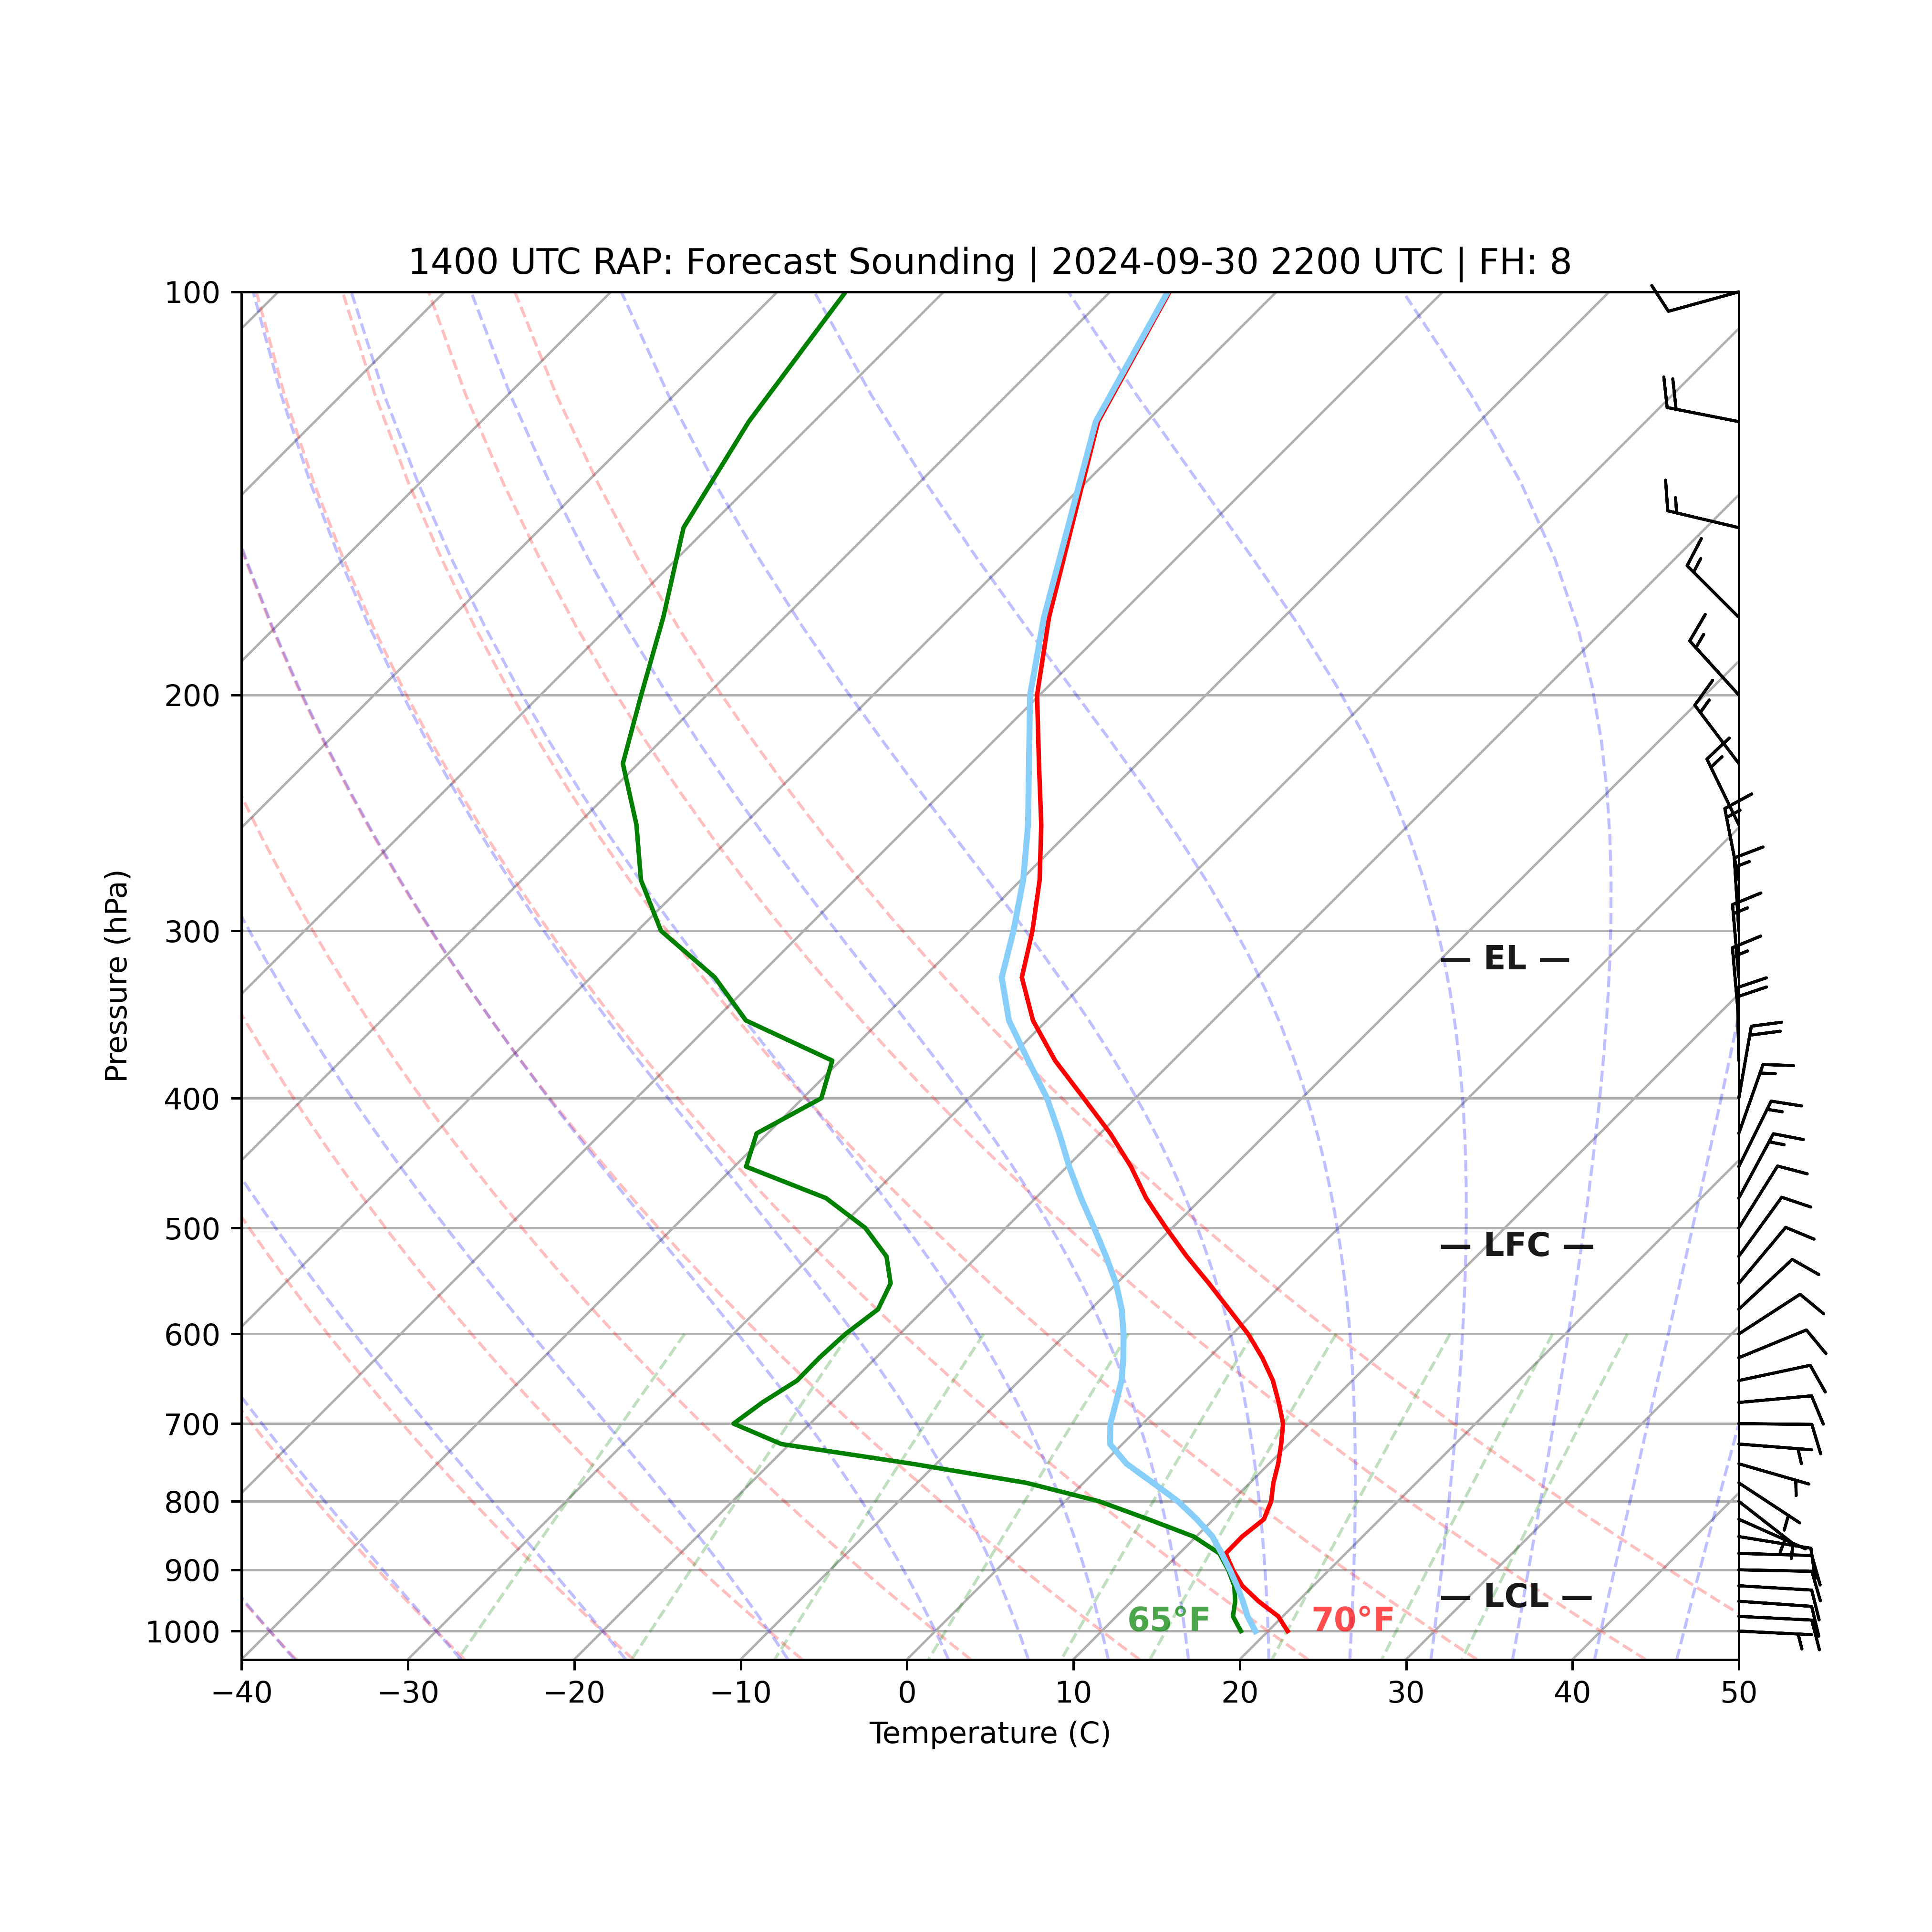 1400 UTC RAP: Forecast Sounding | 2024-09-30 2200 UTC | FH: 8
100
200
300
— EL —
Pressure (hPa)
400
500
— LFC —
600
700
800
900
— LCL —
65°F 70°F
1000
−40 −30 −20 −10 0 10 20 30 40 50
Temperature (C)